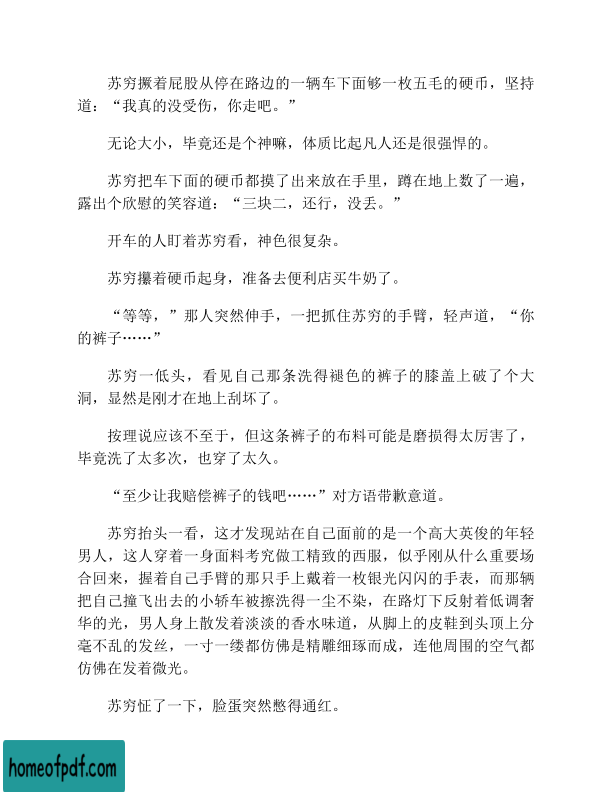 苏穷撅着屁股从停在路边的一辆车下面够一枚五毛的硬币，坚持
道：“我真的没受伤，你走吧。”
无论大小，毕竟还是个神嘛，体质比起凡人还是很强悍的。
苏穷把车下面的硬币都摸了出来放在手里，蹲在地上数了一遍，
露出个欣慰的笑容道：“三块二，还行，没丢。”
开车的人盯着苏穷看，神色很复杂。
苏穷攥着硬币起身，准备去便利店买牛奶了。
“等等，”那人突然伸手，一把抓住苏穷的手臂，轻声道，“你
的裤子……”
苏穷一低头，看见自己那条洗得褪色的裤子的膝盖上破了个大
洞，显然是刚才在地上刮坏了。
按理说应该不至于，但这条裤子的布料可能是磨损得太厉害了，
毕竟洗了太多次，也穿了太久。
“至少让我赔偿裤子的钱吧……”对方语带歉意道。
苏穷抬头一看，这才发现站在自己面前的是一个高大英俊的年轻
男人，这人穿着一身面料考究做工精致的西服，似乎刚从什么重要场
合回来，握着自己手臂的那只手上戴着一枚银光闪闪的手表，而那辆
把自己撞飞出去的小轿车被擦洗得一尘不染，在路灯下反射着低调奢
华的光，男人身上散发着淡淡的香水味道，从脚上的皮鞋到头顶上分
毫不乱的发丝，一寸一缕都仿佛是精雕细琢而成，连他周围的空气都
仿佛在发着微光。
苏穷怔了一下，脸蛋突然憋得通红。
homeofpdf.com